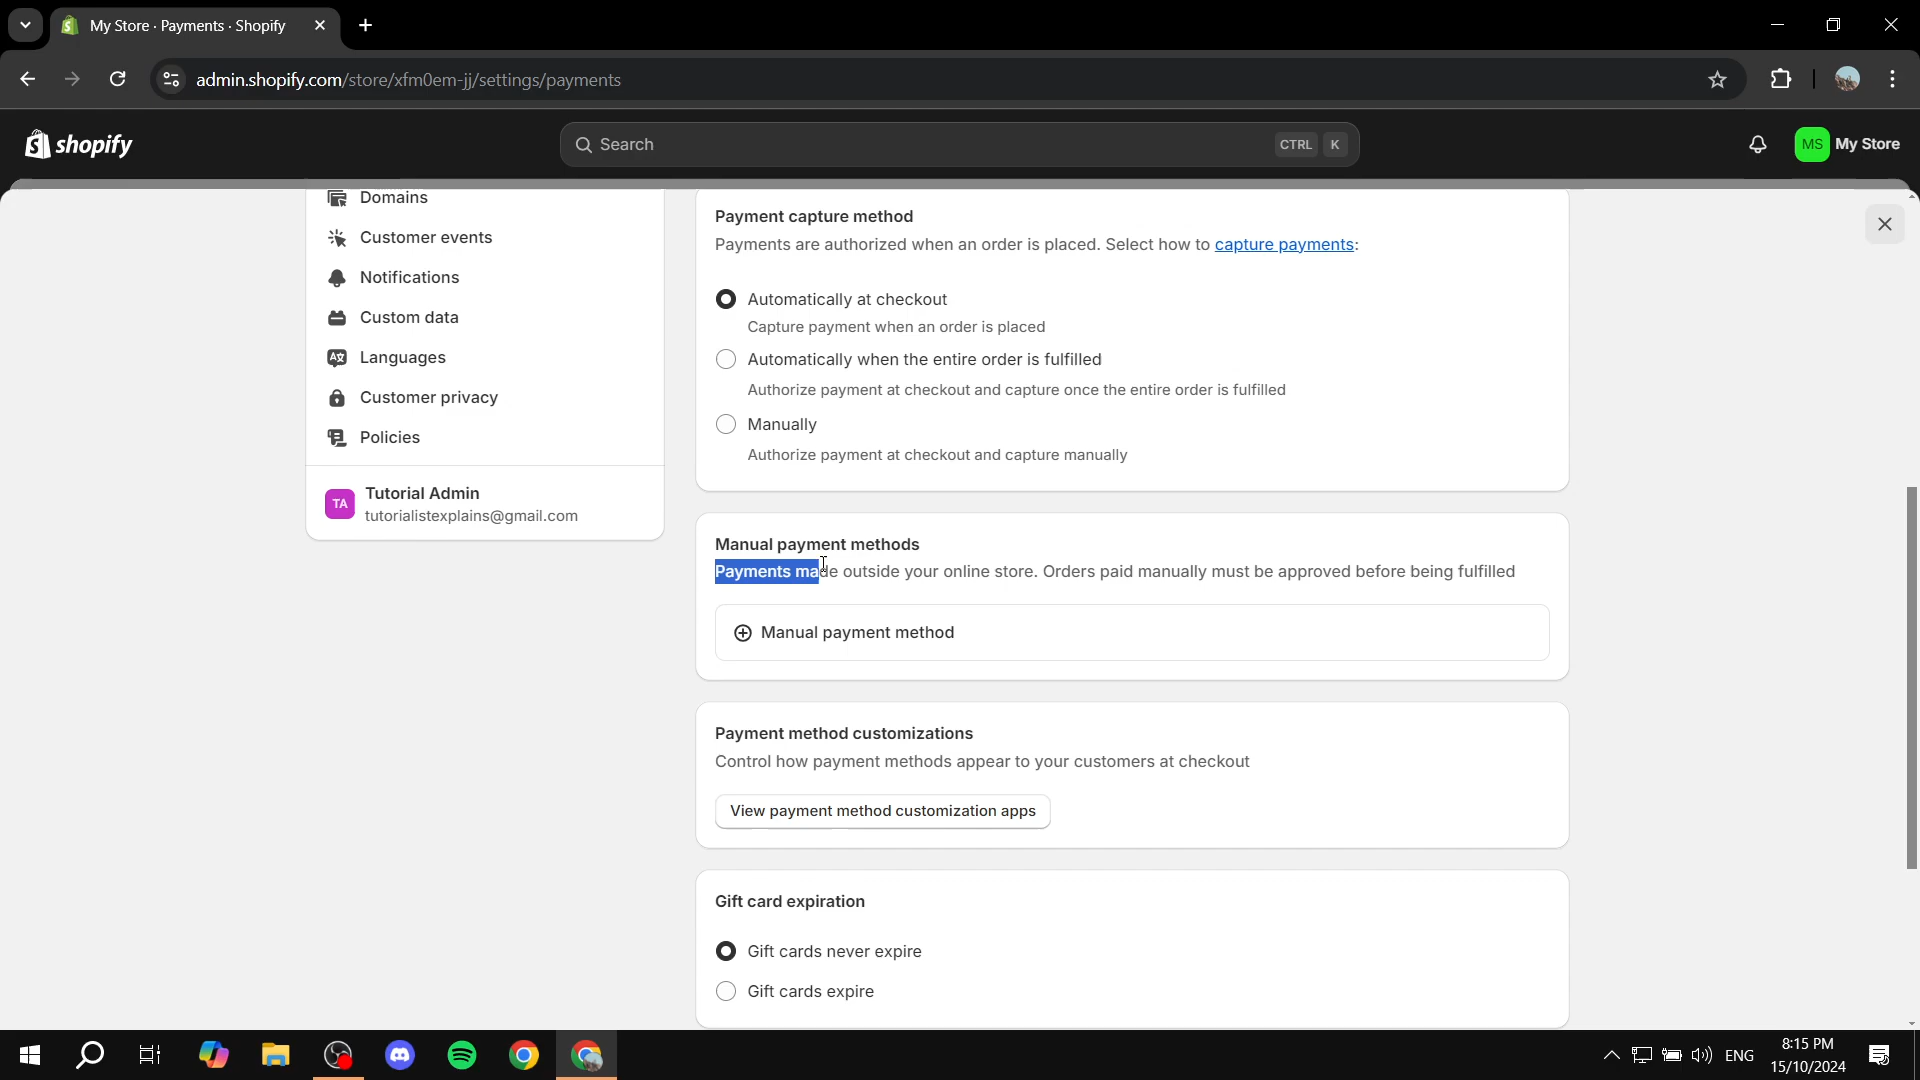 My Store · Payments · Shopify
admin.shopify.com/store/xfm0em-jj/settings/payments
shopify
Search
CTRL K
MS My Store
Domains
Customer events
Notifications
Custom data
Languages
Customer privacy
Policies
TA
Tutorial Admin
tutorialistexplains@gmail.com
Payment capture method
Payments are authorized when an order is placed. Select how to capture payments:
Automatically at checkout
Capture payment when an order is placed
Automatically when the entire order is fulfilled
Authorize payment at checkout and capture once the entire order is fulfilled
Manually
Authorize payment at checkout and capture manually
Manual payment methods
Payments made outside your online store. Orders paid manually must be approved before being fulfilled
Manual payment method
Payment method customizations
Control how payment methods appear to your customers at checkout
View payment method customization apps
Gift card expiration
Gift cards never expire
Gift cards expire
ENG
8:15 PM
15/10/2024